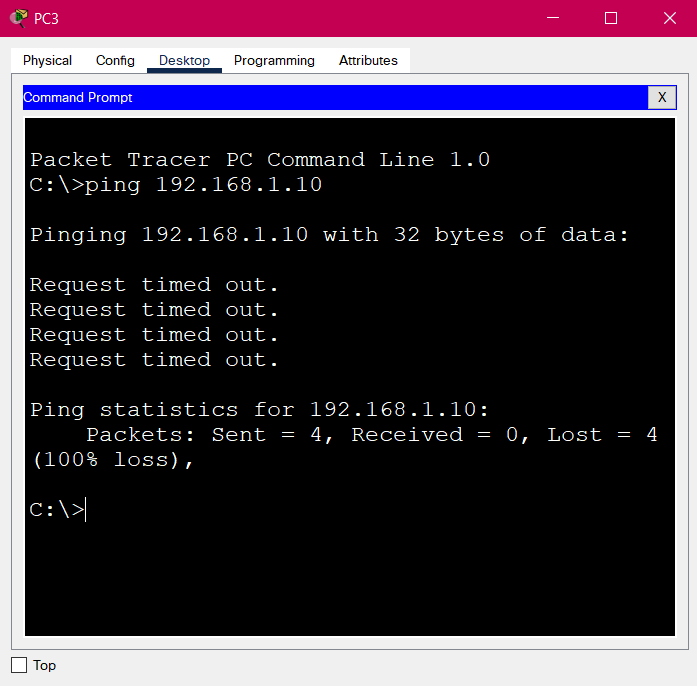 PC3
Physical Config Desktop Programming Attributes
Command Prompt
X
Packet Tracer PC Command Line 1.0
C:\>ping 192.168.1.10
Pinging 192.168.1.10 with 32 bytes of data:
Request timed out.
Request timed out.
Request timed out.
Request timed out.
Ping statistics for 192.168.1.10:
    Packets: Sent = 4, Received = 0, Lost = 4
(100% loss),
C:\>
Top